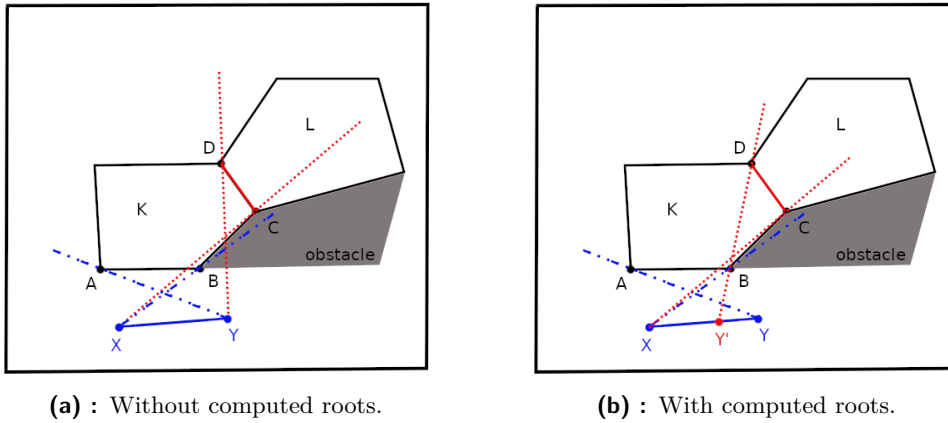 D
L
K
C
obstacle
A
B
X
Y
(a) : Without computed roots.
D
L
K
C
obstacle
A
B
X
Y'
Y
(b) : With computed roots.